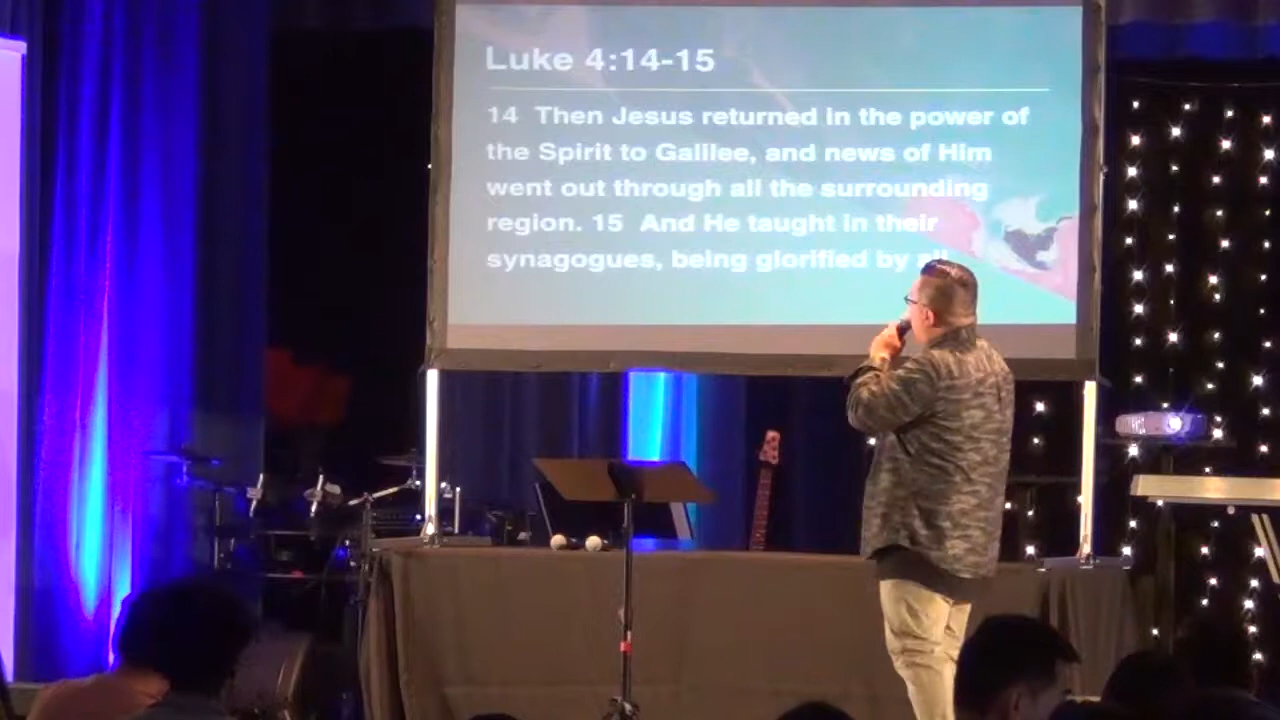 Luke 4:14-15
14 Then Jesus returned in the power of
the Spirit to Galilee, and news of Him
went out through all the surrounding
region. 15 And He taught in their
synagogues, being glorified by all